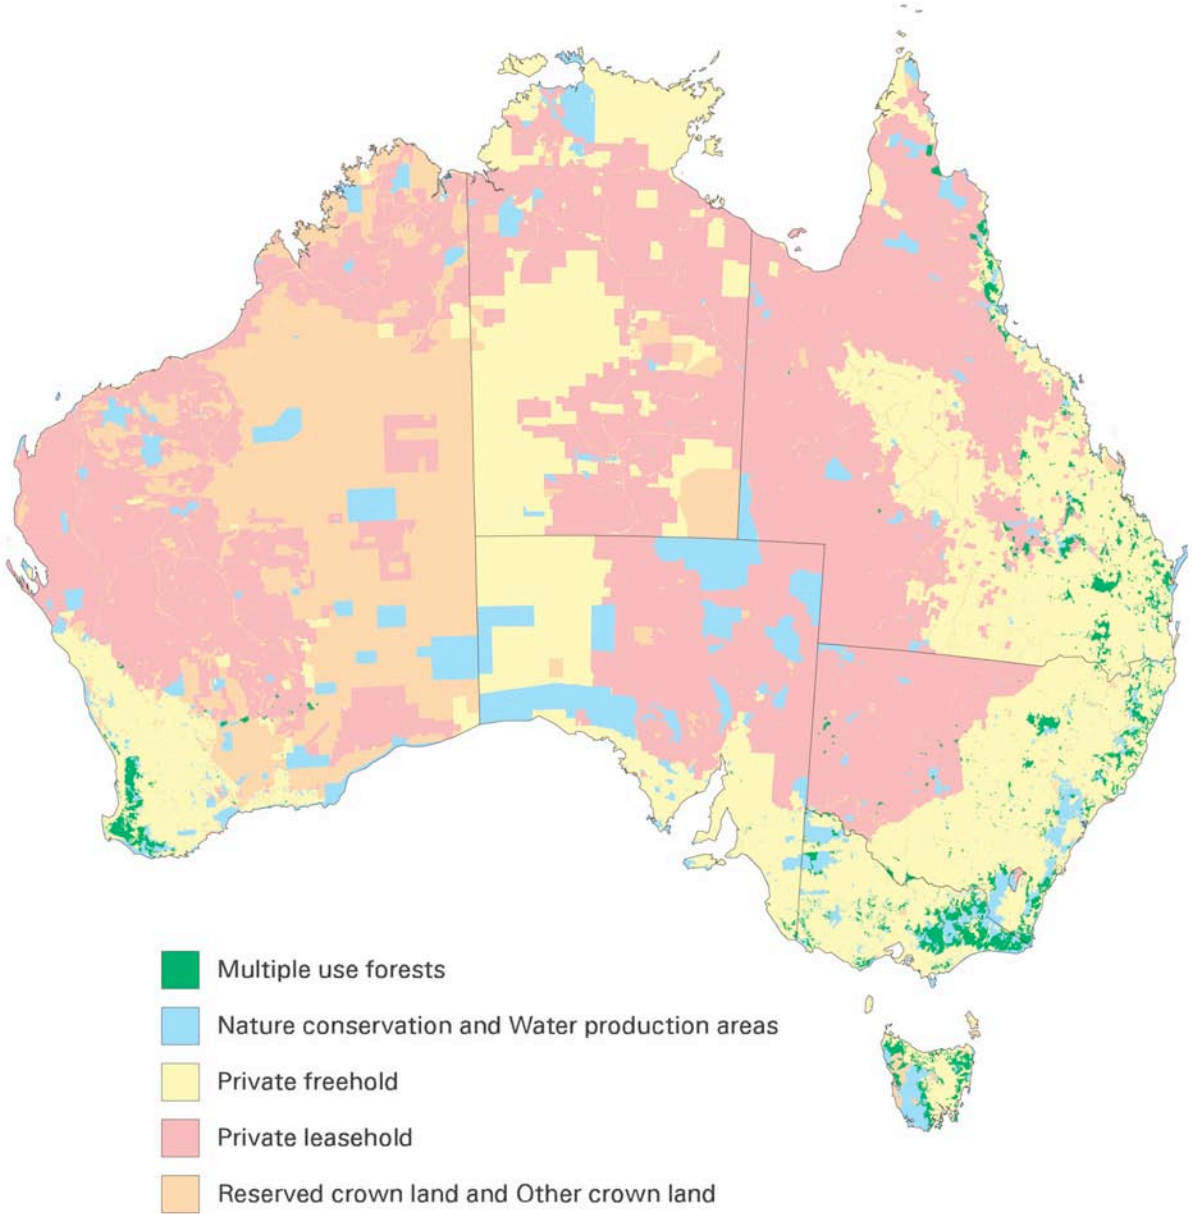 Multiple use forests
Nature conservation and Water production areas
Private freehold
Private leasehold
Reserved crown land and Other crown land